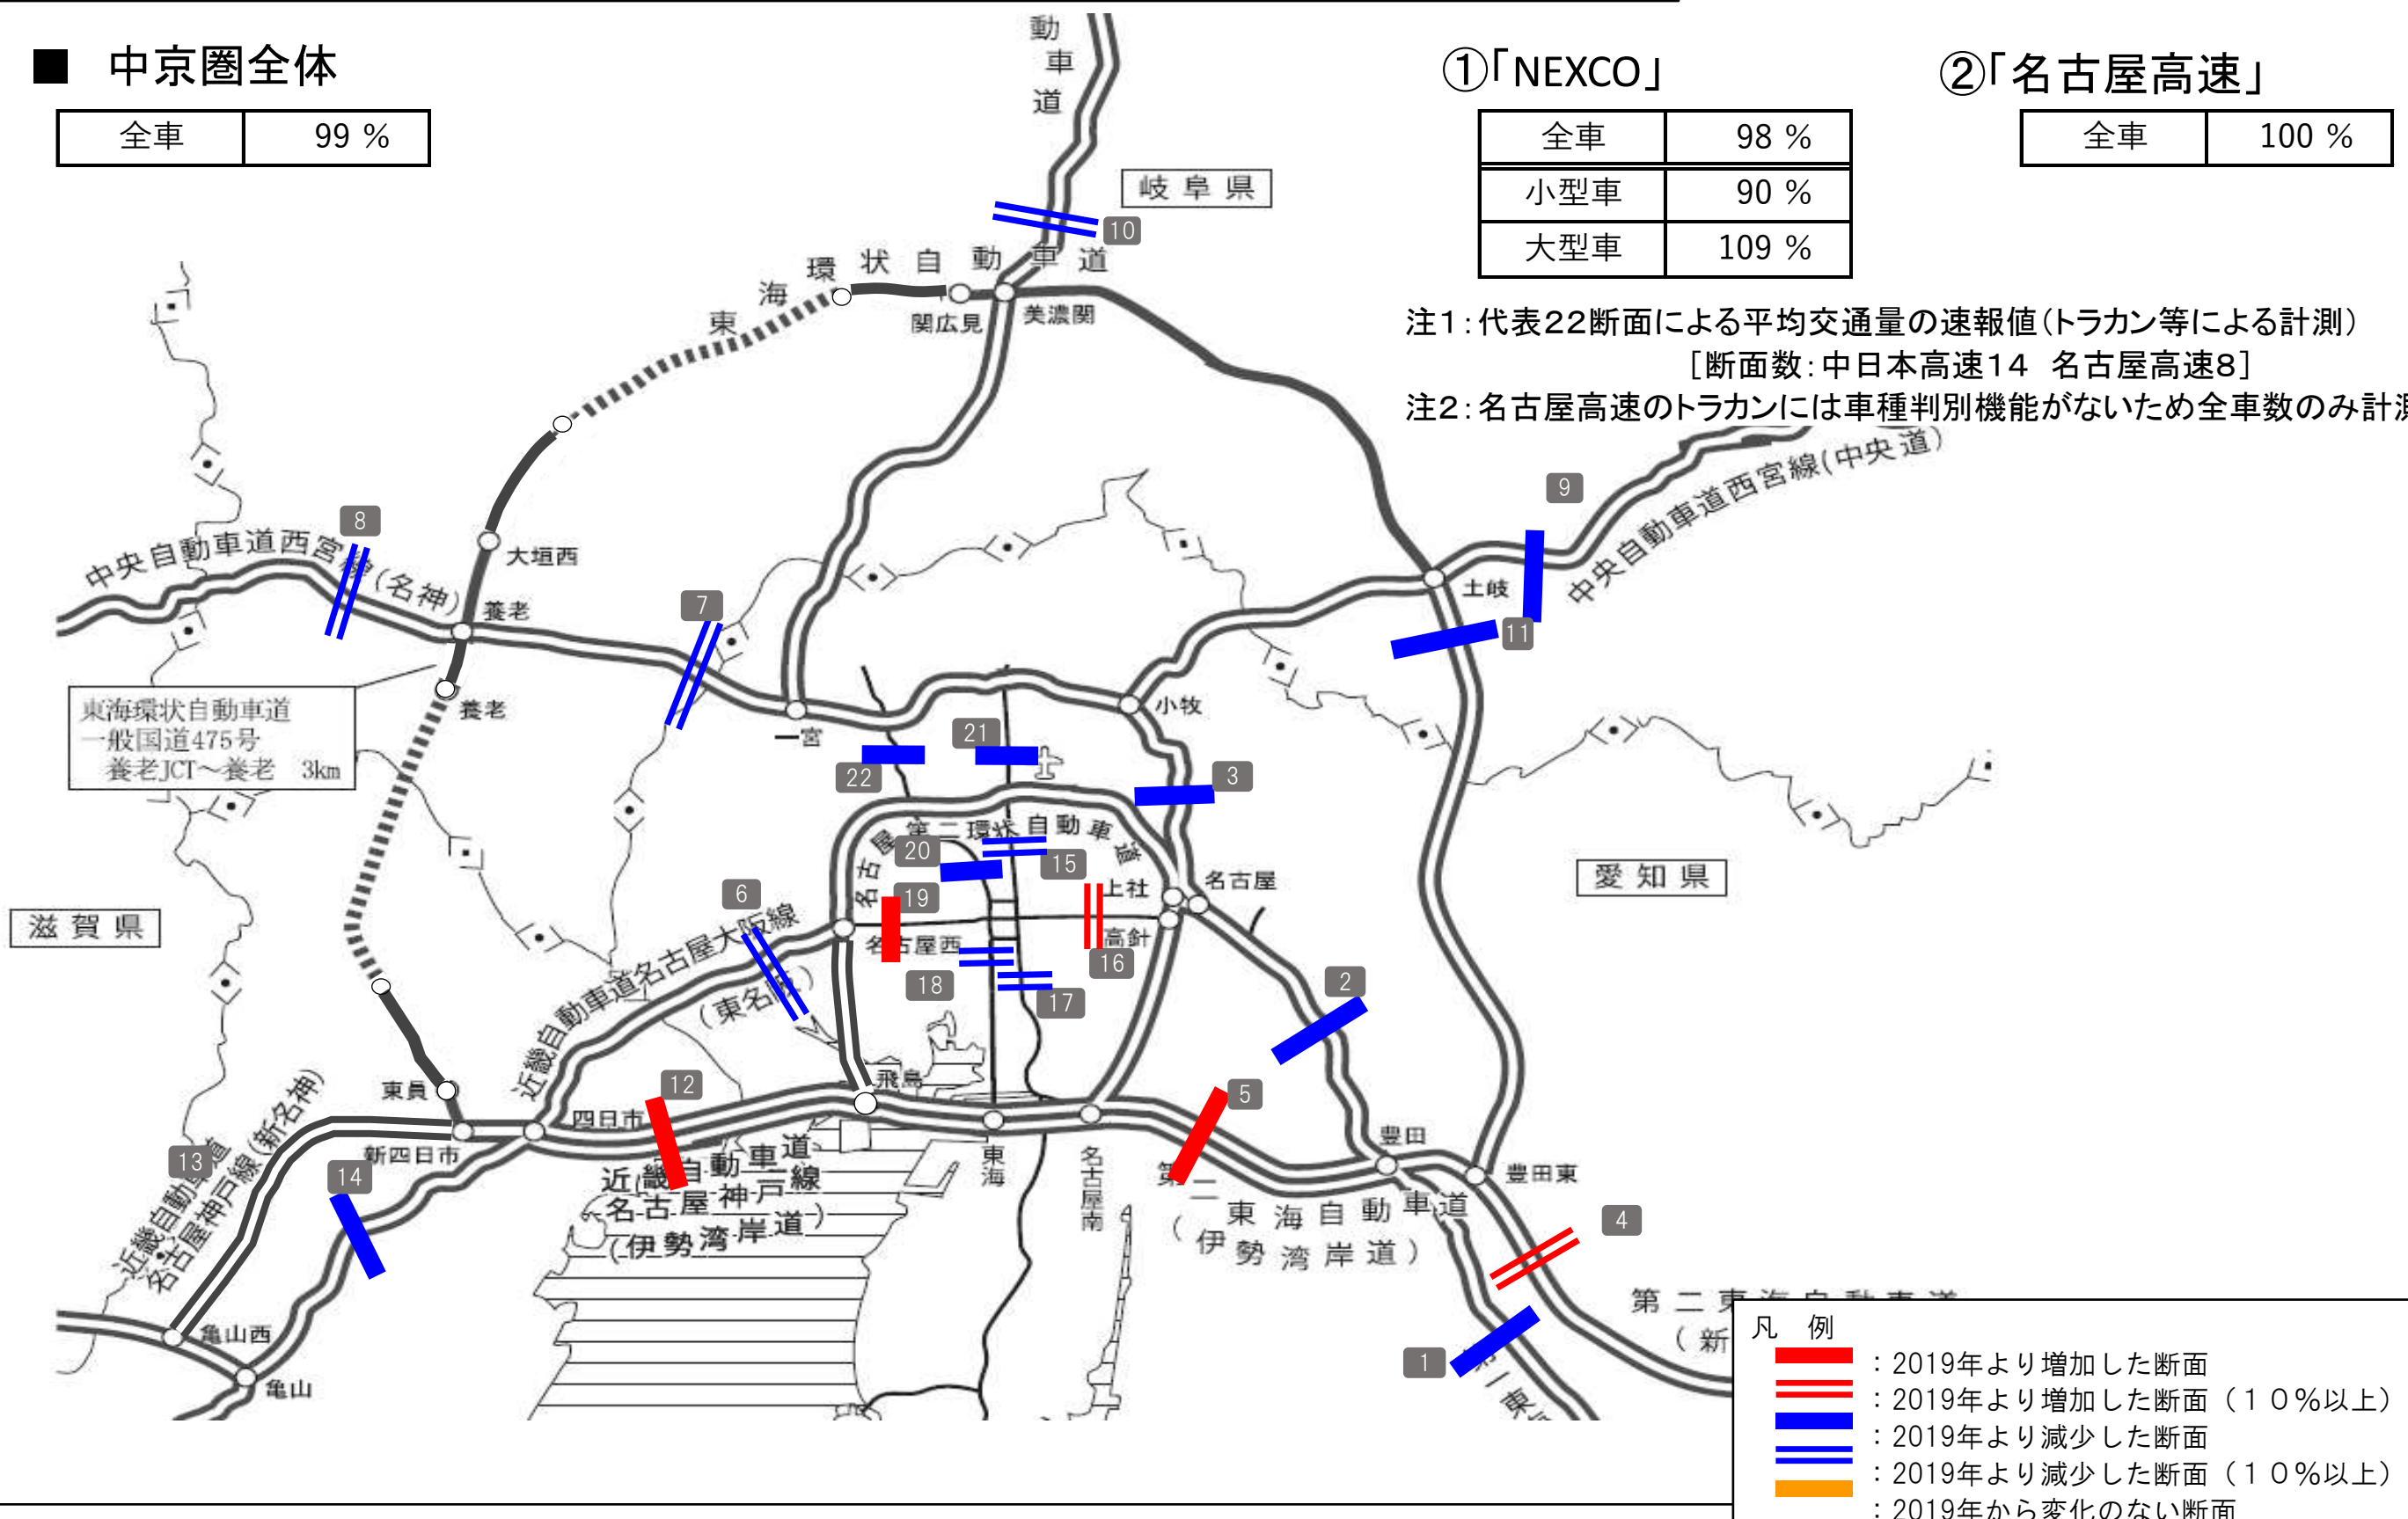 ■ 中京圏全体
全車 99 %
①「NEXCO」
全車 98 %
小型車 90 %
大型車 109 %
②「名古屋高速」
全車 100 %
注1：代表22断面による平均交通量の速報値（トラカン等による計測）
［断面数：中日本高速14 名古屋高速8］
注2：名古屋高速のトラカンには車種判別機能がないため全車数のみ計測
動車道
岐阜県
10
東海環状自動車道
関広見
美濃関
9
中央自動車道西宮線(中央道)
8
中央自動車道西宮線(名神)
大垣西
養老
7
土岐
11
養老
東海環状自動車道
一般国道475号
養老JCT～養老 3km
一宮
小牧
21
22
3
名古屋第二環状自動車道
20
15
上社
名古屋
愛知県
19
6
滋賀県
名古屋西
高針
16
近畿自動車道名古屋大阪線
(東名阪)
18
17
2
東員
12
飛島
5
四日市
新四日市
豊田
豊田東
13
14
近畿自動車道
名古屋神戸線(新名神)
近畿自動車道
名古屋神戸線
(伊勢湾岸道)
東海
名古屋南
第二東海自動車道
(伊勢湾岸道)
4
第二東海自動車道
(新
1
亀山西
亀山
凡 例
：2019年より増加した断面
：2019年より増加した断面（１０％以上）
：2019年より減少した断面
：2019年より減少した断面（１０％以上）
：2019年から変化のない断面